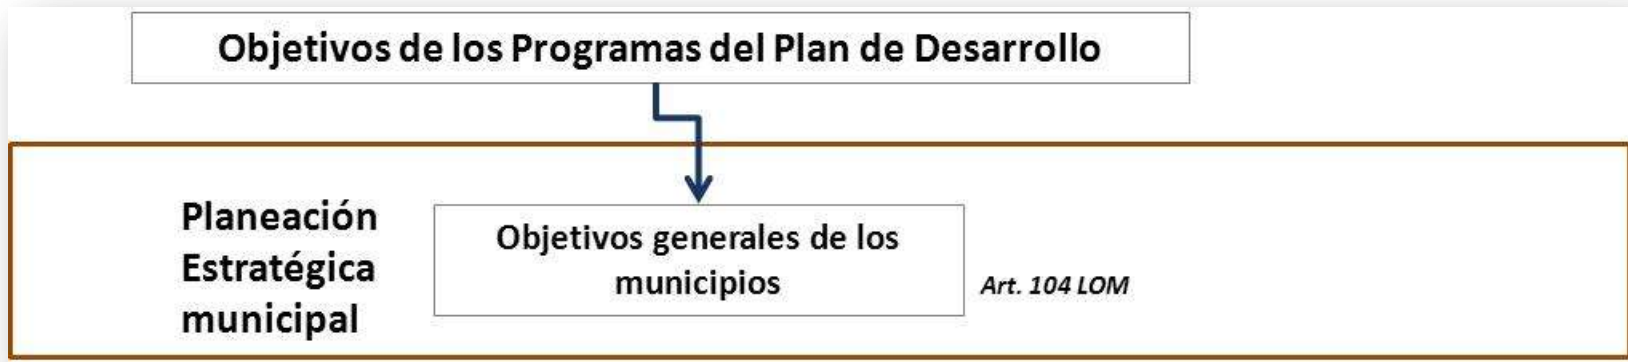 Objetivos de los Programas del Plan de Desarrollo
Planeación
Estratégica
municipal
Objetivos generales de los
municipios
Art. 104 LOM